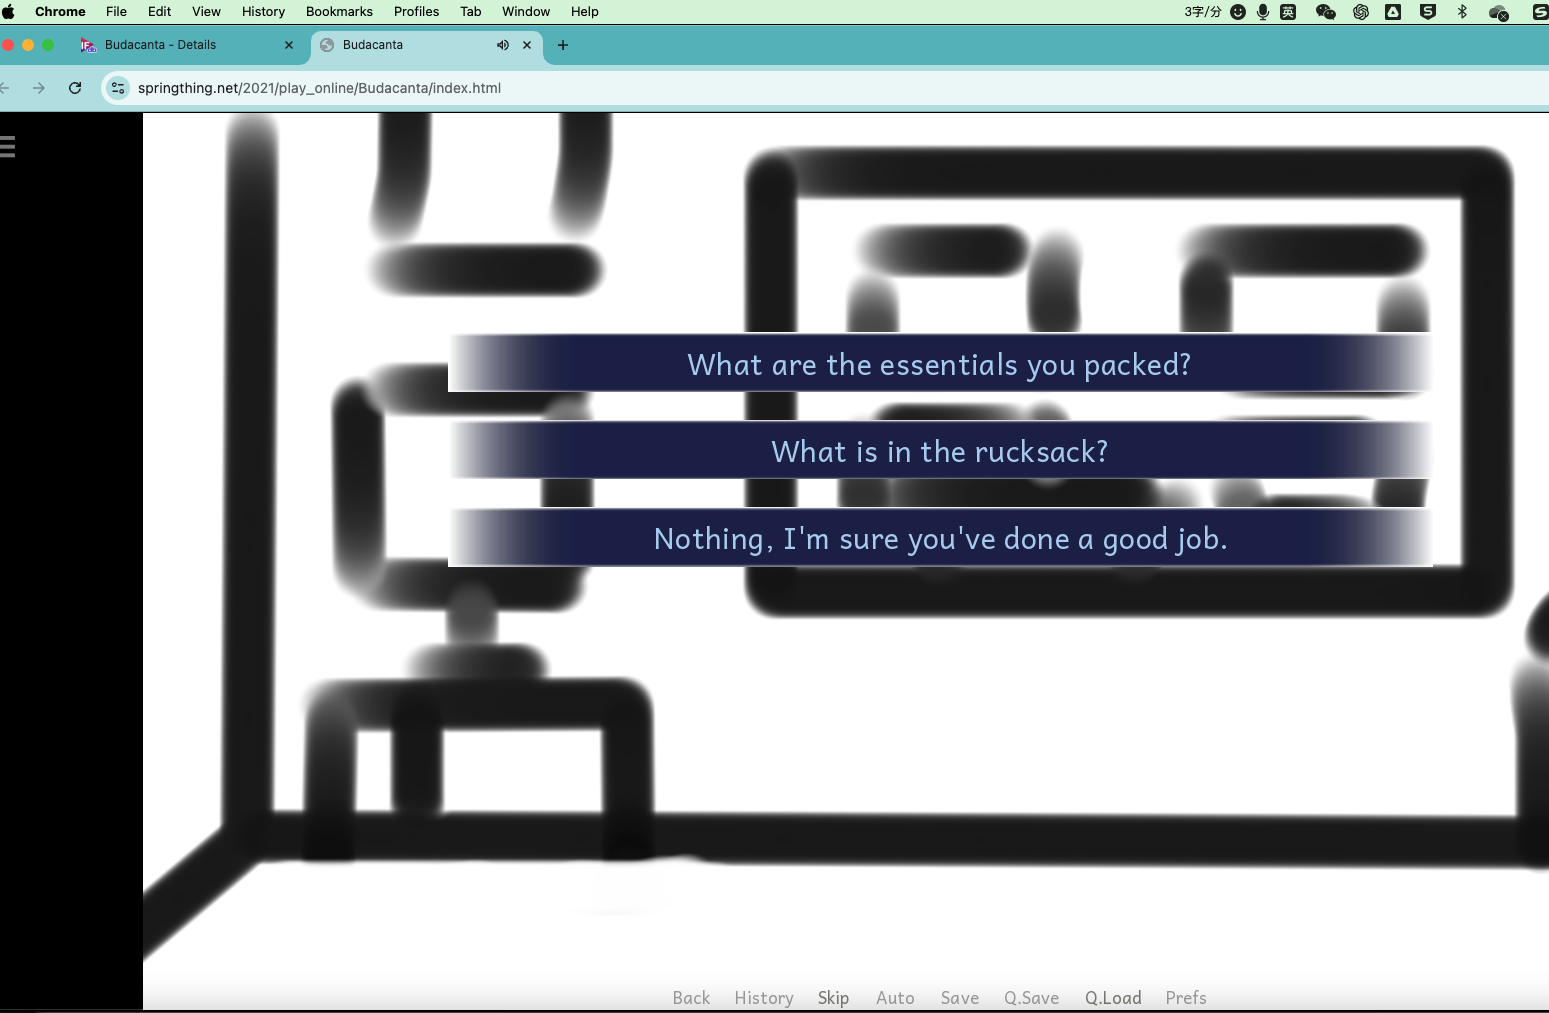 Chrome File Edit View History Bookmarks Profiles Tab Window Help 3字/分 英
Budacanta - Details Budacanta
springthing.net/2021/play_online/Budacanta/index.html
What are the essentials you packed?
What is in the rucksack?
Nothing, I'm sure you've done a good job.
Back History Skip Auto Save Q.Save Q.Load Prefs